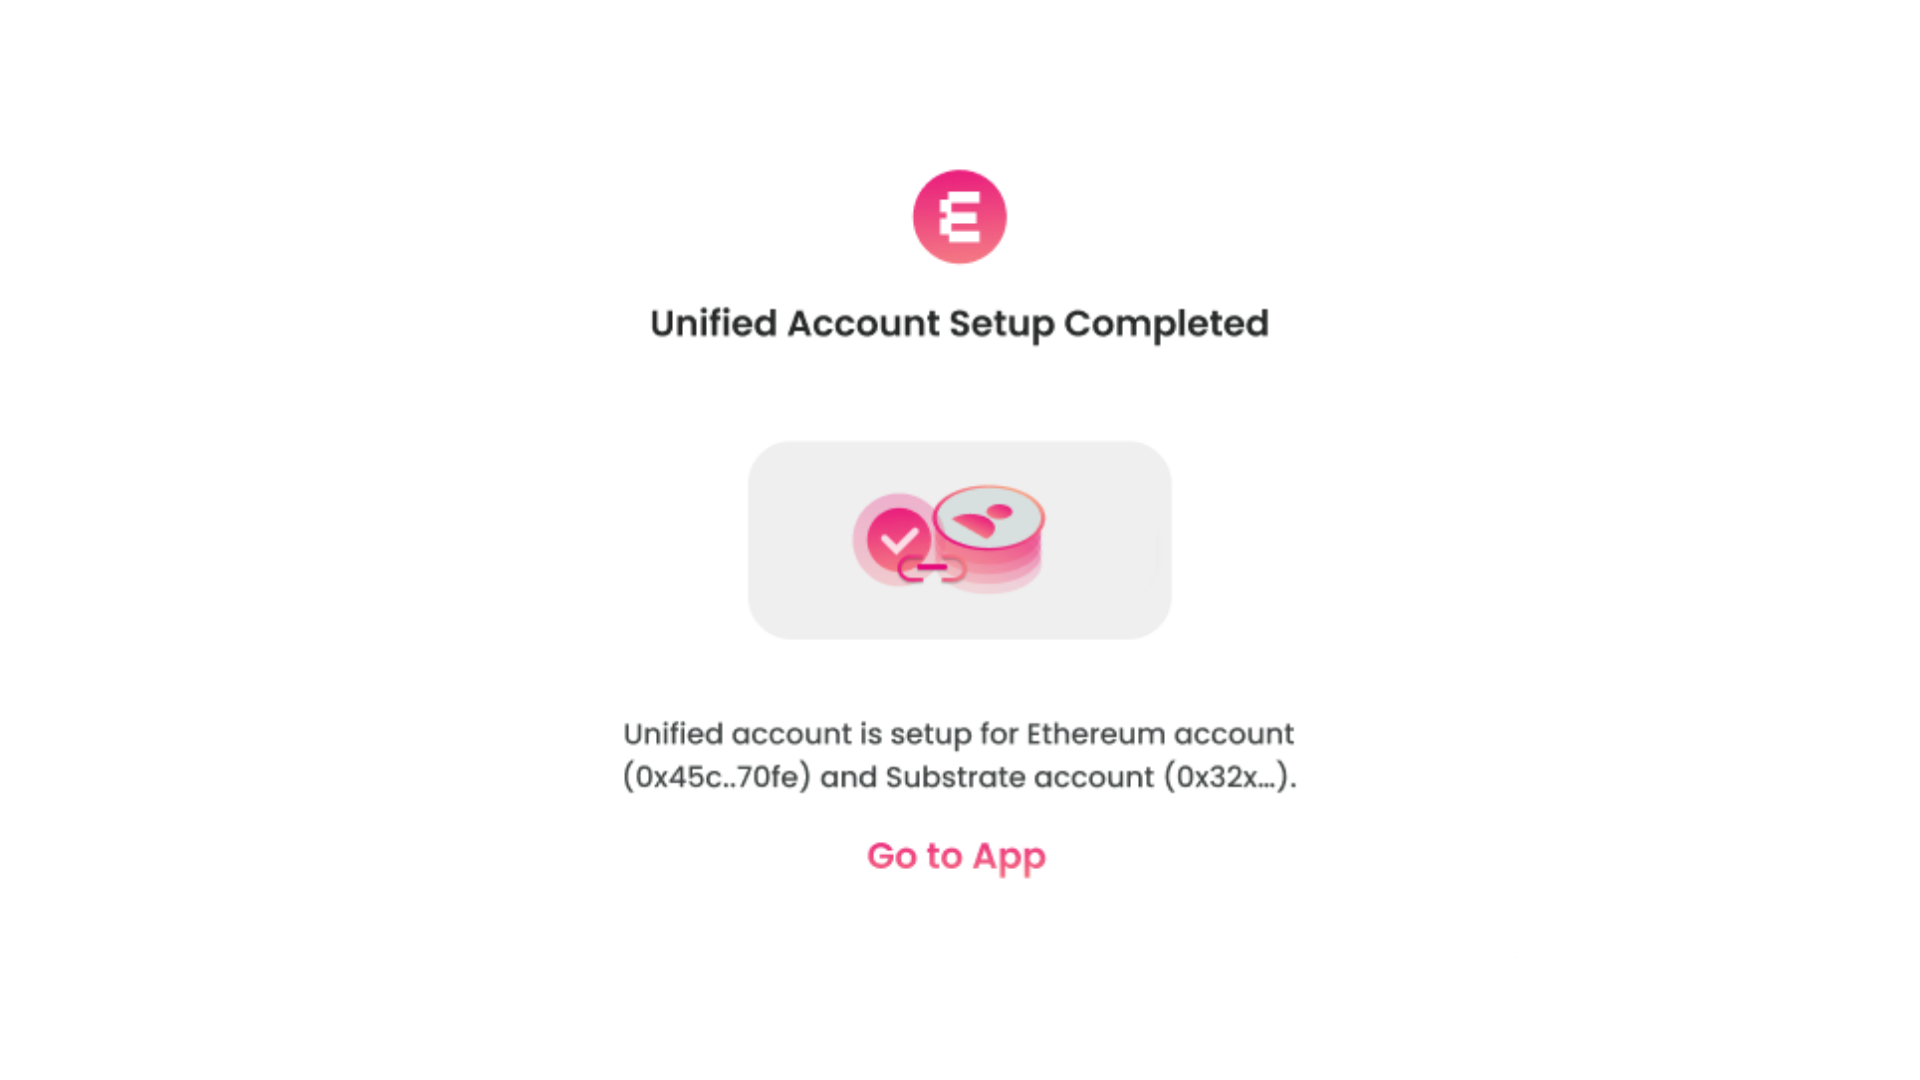 Unified Account Setup Completed
Unified account is setup for Ethereum account
(0x45c..70fe) and Substrate account (0x32x...).
Go to App